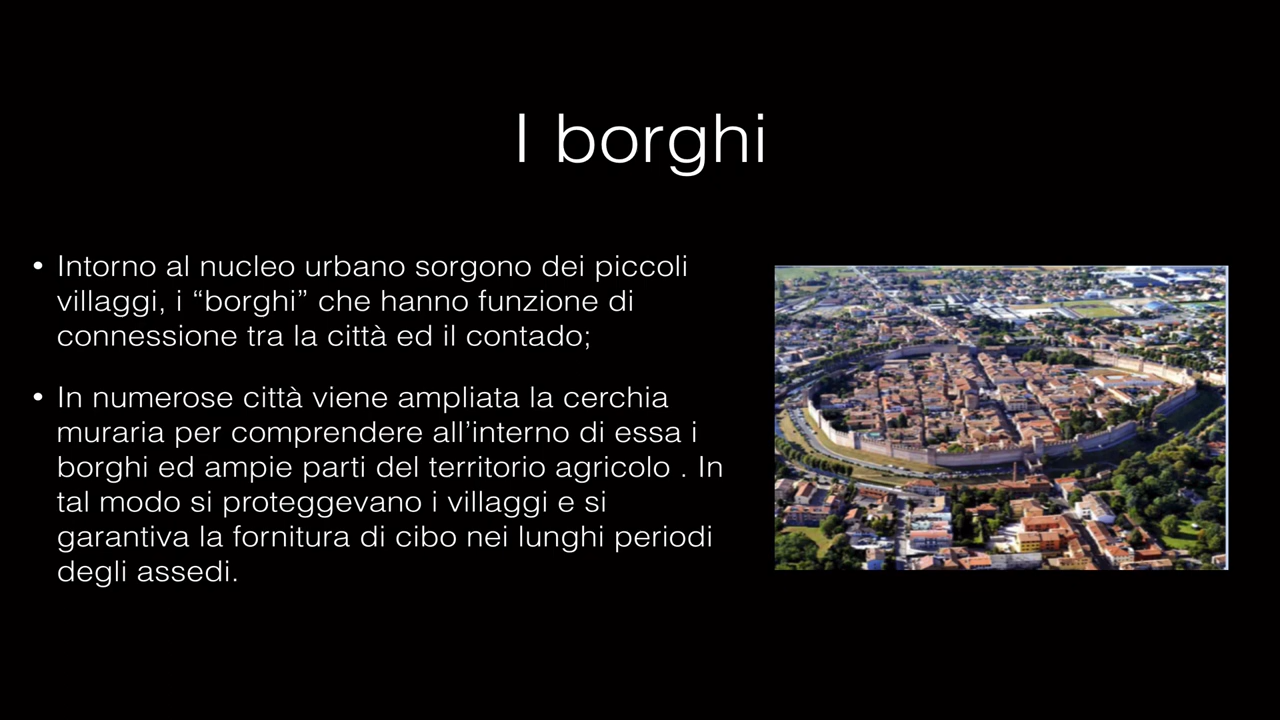 I borghi
• Intorno al nucleo urbano sorgono dei piccoli
villaggi, i “borghi” che hanno funzione di
connessione tra la città ed il contado;
• In numerose città viene ampliata la cerchia
muraria per comprendere all’interno di essa i
borghi ed ampie parti del territorio agricolo . In
tal modo si proteggevano i villaggi e si
garantiva la fornitura di cibo nei lunghi periodi
degli assedi.